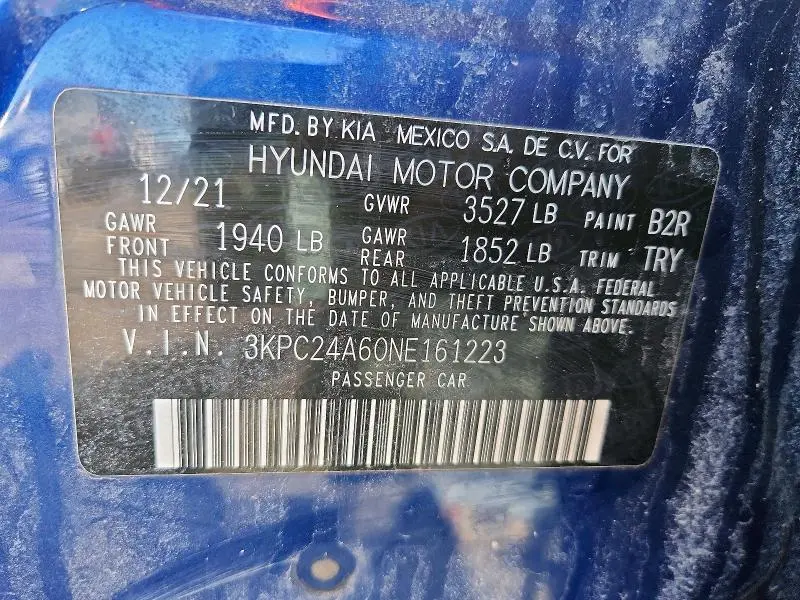 MFD. BY KIA MEXICO S.A. DE C.V. FOR
HYUNDAI MOTOR COMPANY
12/21 GVWR 3527 LB PAINT B2R
GAWR FRONT 1940 LB GAWR REAR 1852 LB TRIM TRY
THIS VEHICLE CONFORMS TO ALL APPLICABLE U.S.A. FEDERAL
MOTOR VEHICLE SAFETY, BUMPER, AND THEFT PREVENTION STANDARDS
IN EFFECT ON THE DATE OF MANUFACTURE SHOWN ABOVE.
V.I.N. 3KPC24A60NE161223
PASSENGER CAR